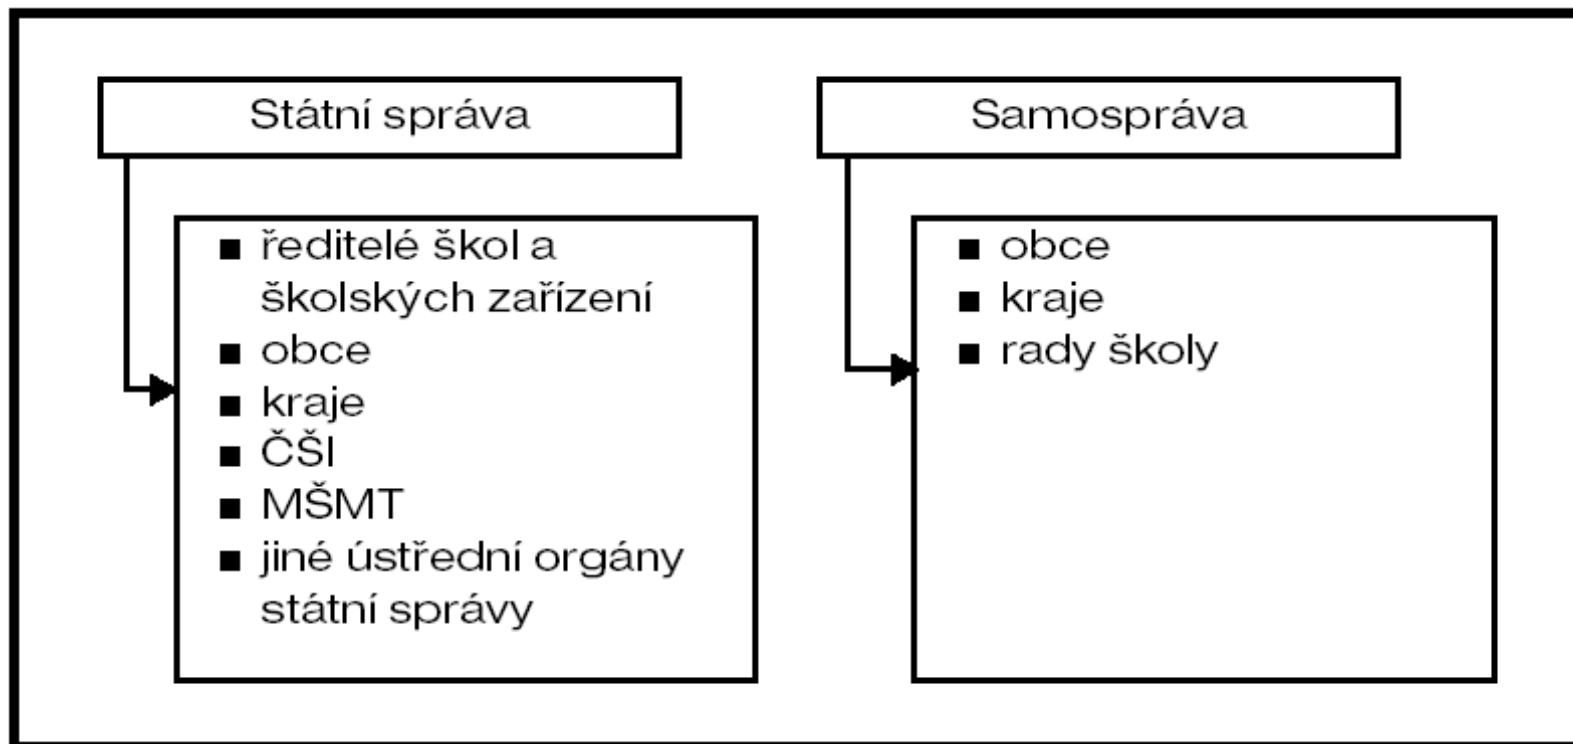 Státní správa
■ ředitelé škol a
školských zařízení
■ obce
■ kraje
■ ČŠI
■ MŠMT
■ jiné ústřední orgány
státní správy
Samospráva
■ obce
■ kraje
■ rady školy